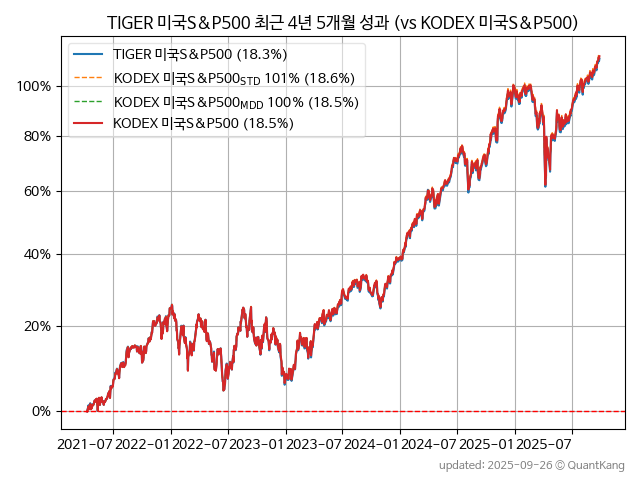 TIGER 미국S&P500 최근 4년 5개월 성과 (vs KODEX 미국S&P500)
TIGER 미국S&P500 (18.3%)
KODEX 미국S&P500STD 101% (18.6%)
KODEX 미국S&P500MDD 100% (18.5%)
KODEX 미국S&P500 (18.5%)
100%
80%
60%
40%
20%
0%
2021-07 2022-01 2022-07 2023-01 2023-07 2024-01 2024-07 2025-01 2025-07
updated: 2025-09-26 © QuantKang